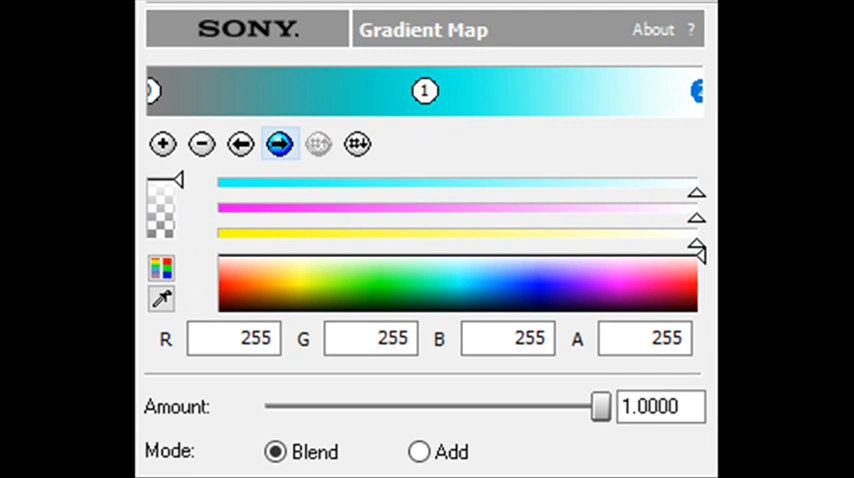 SONY. Gradient Map About ?
1
R 255 G 255 B 255 A 255
Amount: 1.0000
Mode: Blend Add